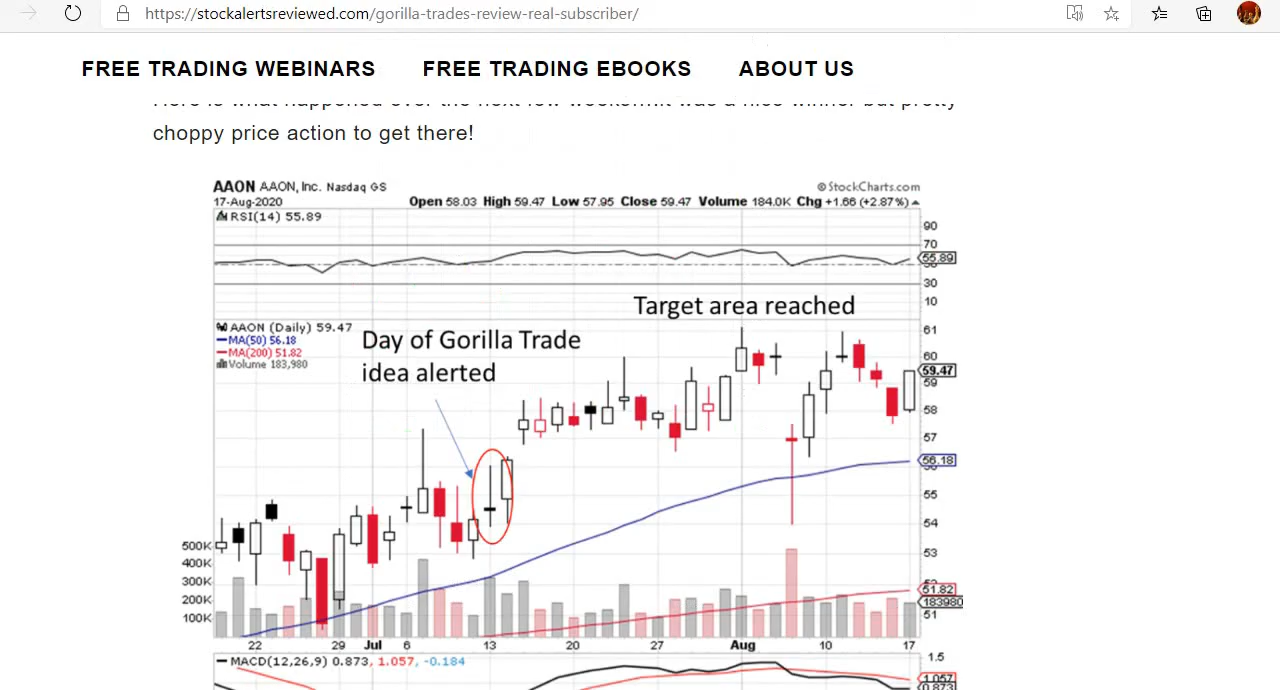 https://stockalertsreviewed.com/gorilla-trades-review-real-subscriber/
FREE TRADING WEBINARS FREE TRADING EBOOKS ABOUT US
choppy price action to get there!
AAON AAON, Inc. Nasdaq GS ©StockCharts.com
17-Aug-2020 Open 58.03 High 59.47 Low 57.95 Close 59.47 Volume 184.0K Chg +1.66 (+2.87%)
RSI(14) 55.89
90
70
55.89
30
10
Target area reached
AAON (Daily) 59.47
MA(50) 56.18
MA(200) 51.82
Volume 183,980
Day of Gorilla Trade
idea alerted
61
60
59.47
59
58
57
56.18
55
54
53
51.82
183980
51
500K
400K
300K
200K
100K
22 29 Jul 6 13 20 27 Aug 10 17
MACD(12,26,9) 0.873, 1.057, -0.184
1.5
1.057
0.873